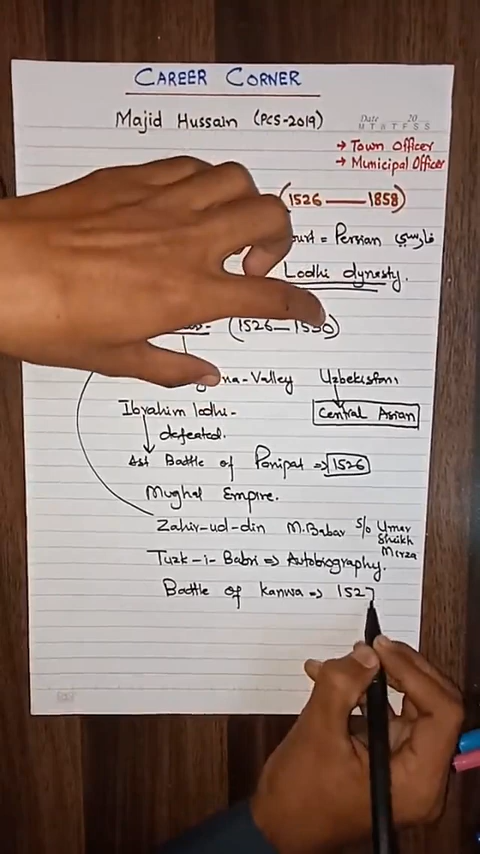 CAREER CORNER
Majid Hussain (PCS-2019)
Date 20
M T W T F S S
→ Town Officer
→ Municipal Officer
(1526 — 1858)
= Persian فارسي
Lodhi dynasty.
(1526 — 1530)
-Valley Uzbekistan
Ibrahim lodhi-
Central Asian
defeated.
1st Battle of Panipat ⇒ 1526
Mughal Empire.
Zahir-ud-din M. Babar S/o Umar Sheikh Mirza
Tuzk-i-Babri ⇒ Autobiography.
Battle of kanwa ⇒ 1527